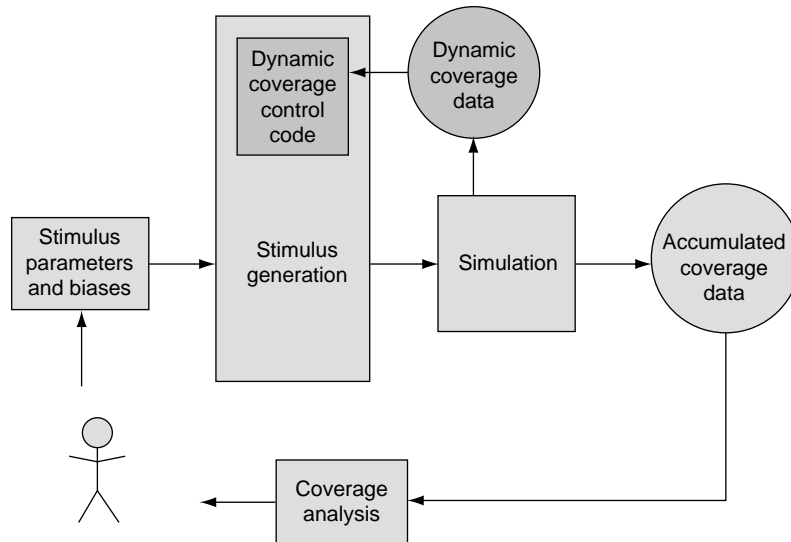 Dynamic
coverage
control
code
Dynamic
coverage
data
Stimulus
parameters
and biases
Stimulus
generation
Simulation
Accumulated
coverage
data
Coverage
analysis